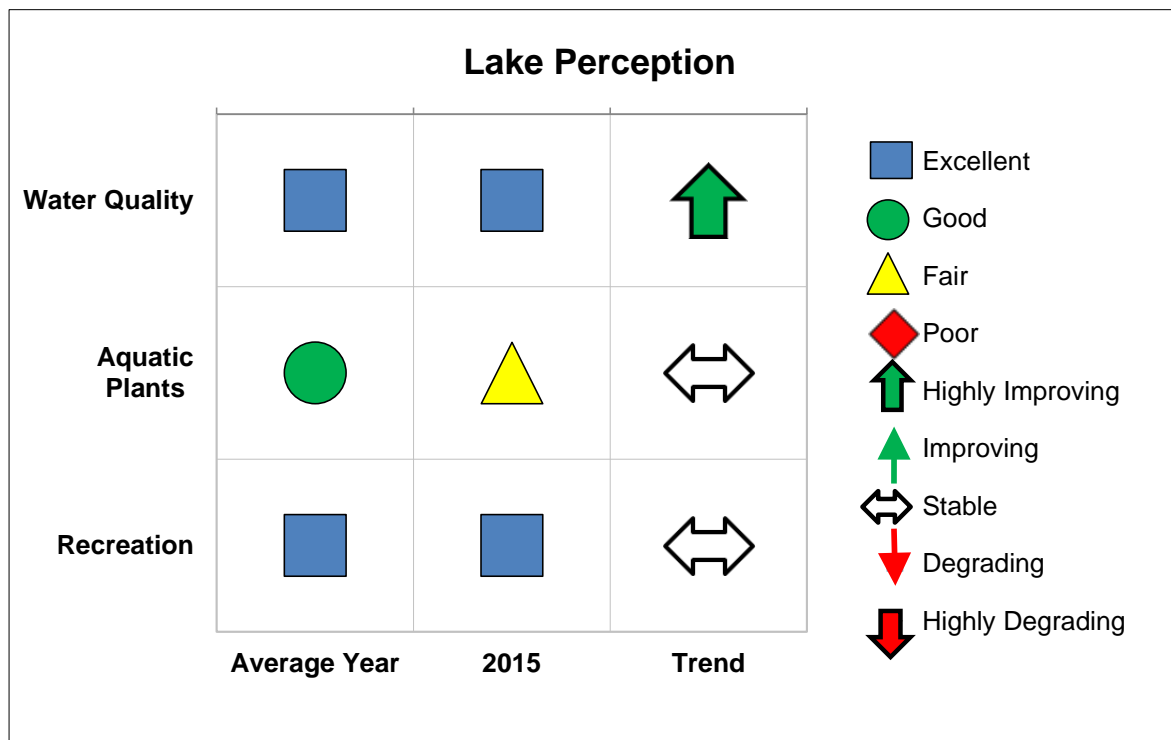 Lake Perception
Water Quality
Aquatic
Plants
Recreation
Average Year
2015
Trend
Excellent
Good
Fair
Poor
Highly Improving
Improving
Stable
Degrading
Highly Degrading